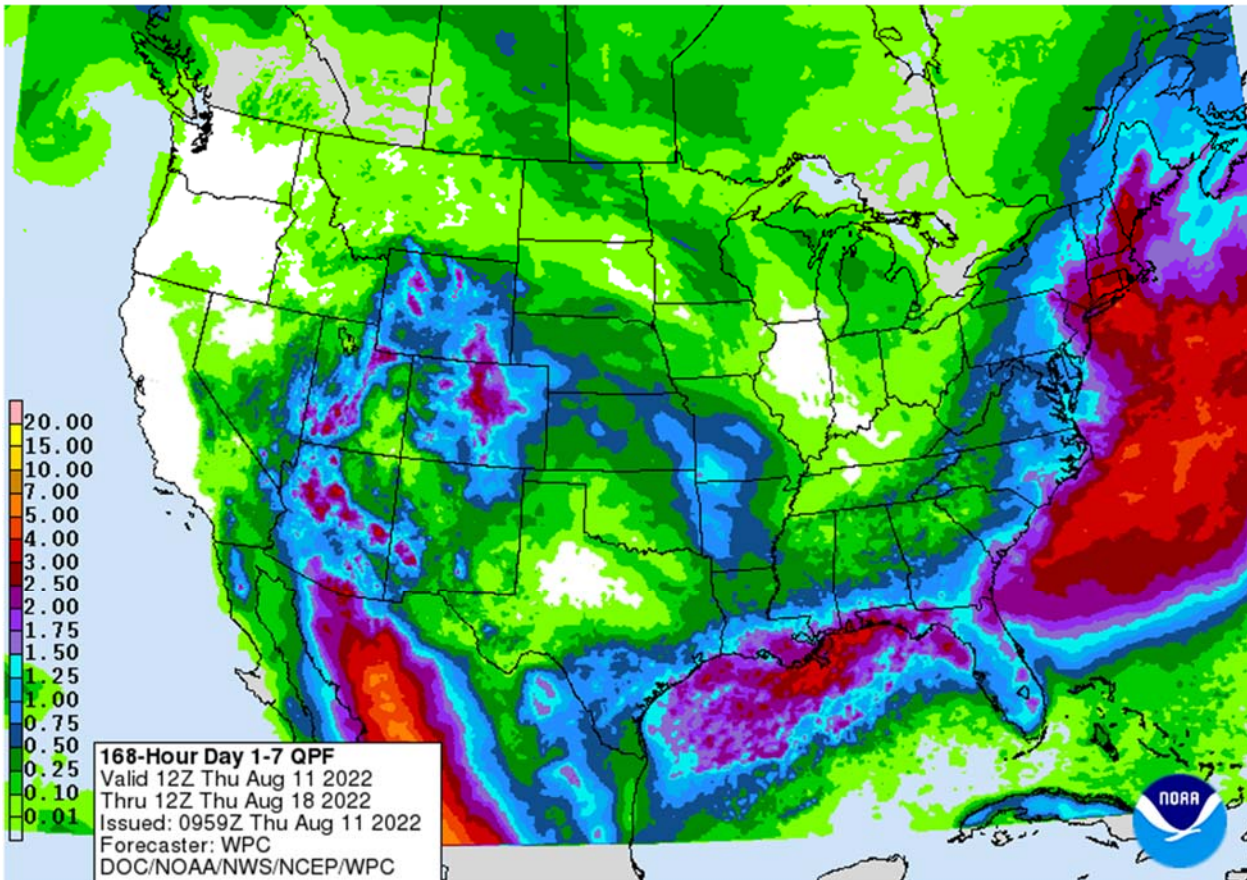 20.00
15.00
10.00
7.00
5.00
4.00
3.00
2.50
2.00
1.75
1.50
1.25
1.00
0.75
0.50
0.25
0.10
0.01
168-Hour Day 1-7 QPF
Valid 12Z Thu Aug 11 2022
Thru 12Z Thu Aug 18 2022
Issued: 0959Z Thu Aug 11 2022
Forecaster: WPC
DOC/NOAA/NWS/NCEP/WPC
NOAA